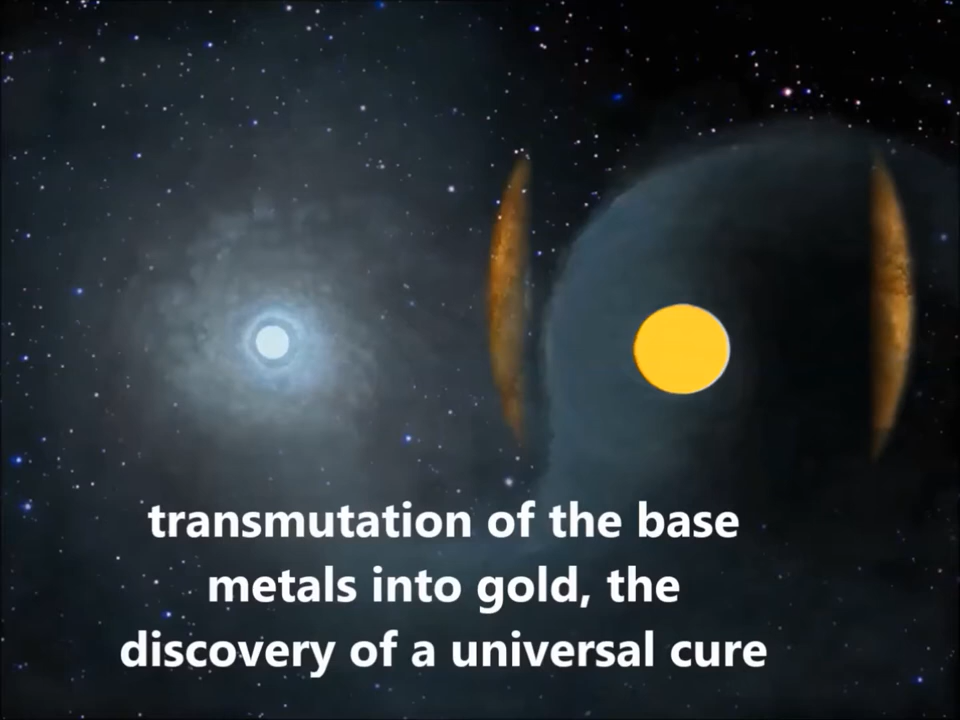 transmutation of the base
metals into gold, the
discovery of a universal cure